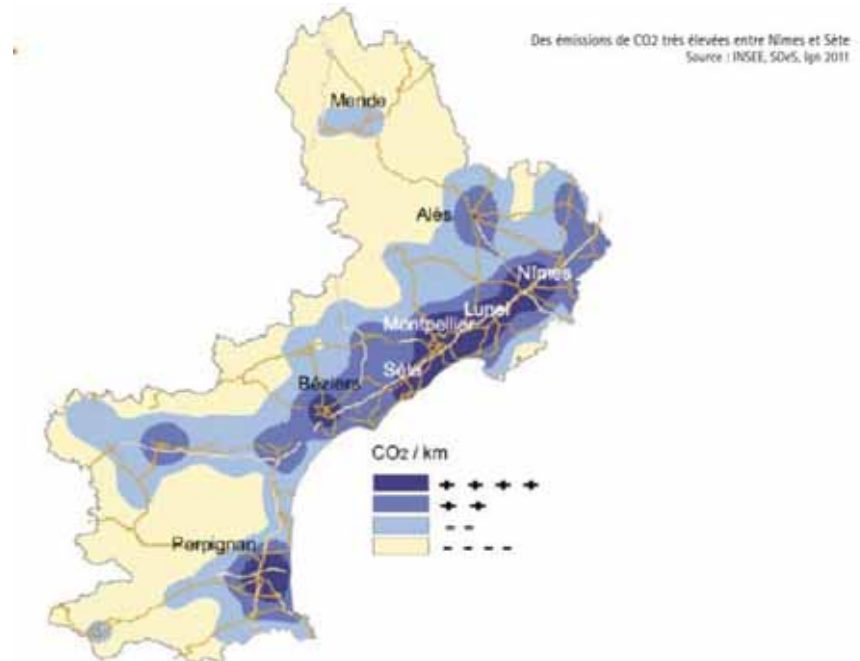 Des émissions de CO2 très élevées entre Nîmes et Sète
Source : INSEE, SOeS, Ign 2011
Mende
Alès
Nîmes
Lunel
Montpellier
Sète
Béziers
CO2 / km
++++
++
--
----
Perpignan